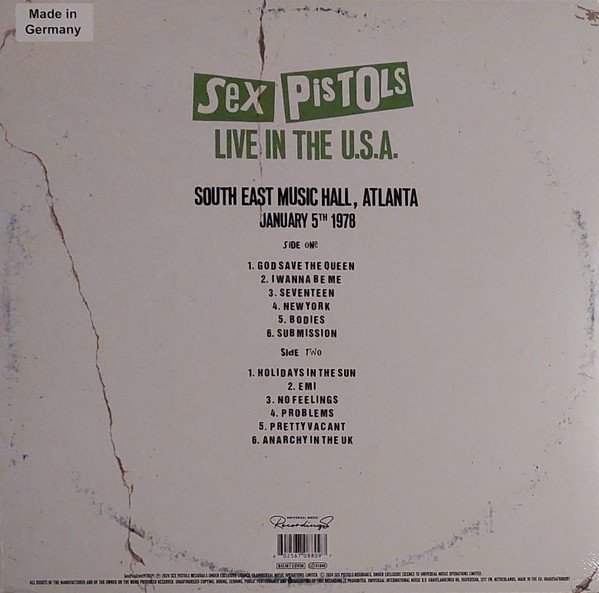 Made in
Germany
SEX PISTOLS
LIVE IN THE U.S.A.
SOUTH EAST MUSIC HALL, ATLANTA
JANUARY 5TH 1978
SIDE ONE
1. GOD SAVE THE QUEEN
2. I WANNA BE ME
3. SEVENTEEN
4. NEW YORK
5. BODIES
6. SUBMISSION
SIDE TWO
1. HOLIDAYS IN THE SUN
2. EMI
3. NO FEELINGS
4. PROBLEMS
5. PRETTY VACANT
6. ANARCHY IN THE UK
UNIVERSAL MUSIC
Recordings